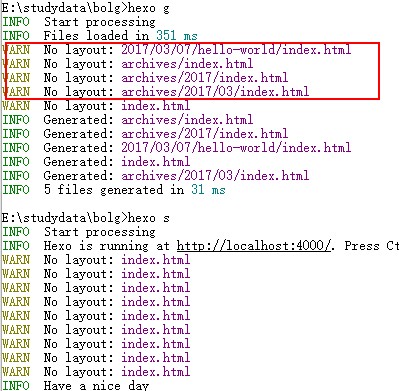 E:\studydata\bolg>hexo g
INFO  Start processing
INFO  Files loaded in 351 ms
WARN  No layout: 2017/03/07/hello-world/index.html
WARN  No layout: archives/index.html
WARN  No layout: archives/2017/index.html
WARN  No layout: archives/2017/03/index.html
WARN  No layout: index.html
INFO  Generated: archives/index.html
INFO  Generated: archives/2017/index.html
INFO  Generated: 2017/03/07/hello-world/index.html
INFO  Generated: index.html
INFO  Generated: archives/2017/03/index.html
INFO  5 files generated in 31 ms
E:\studydata\bolg>hexo s
INFO  Start processing
INFO  Hexo is running at http://localhost:4000/. Press Ct
WARN  No layout: index.html
WARN  No layout: index.html
WARN  No layout: index.html
WARN  No layout: index.html
WARN  No layout: index.html
WARN  No layout: index.html
WARN  No layout: index.html
WARN  No layout: index.html
INFO  Have a nice day